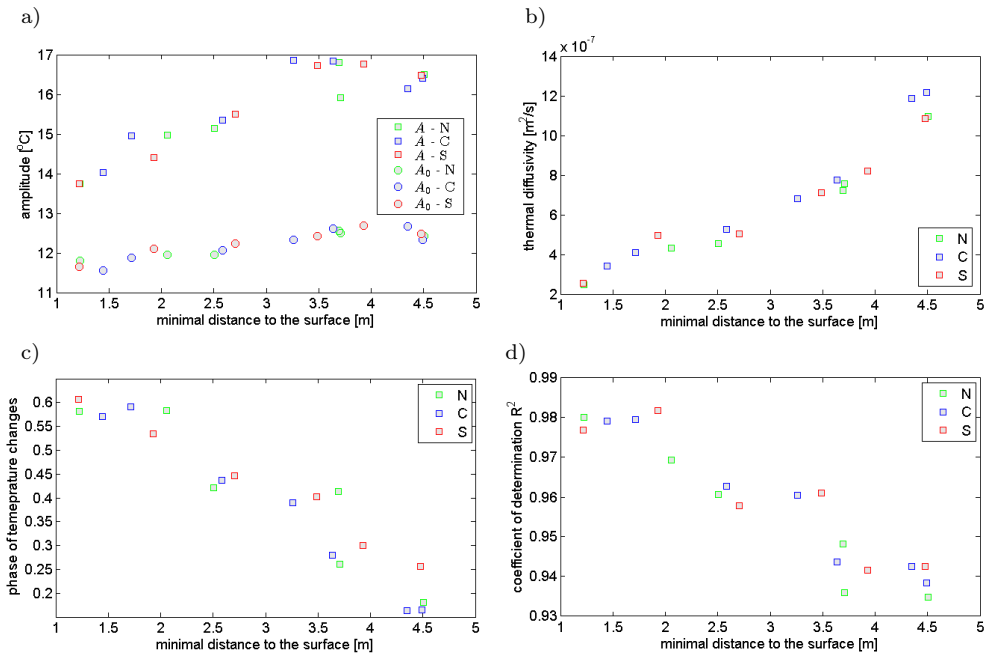 a)
17
16
15
14
13
12
11
amplitude [°C]
1
1.5
2
2.5
3
3.5
4
4.5
5
minimal distance to the surface [m]
A - N
A - C
A - S
A₀ - N
A₀ - C
A₀ - S
b)
x 10⁻⁷
14
12
10
8
6
4
2
thermal diffusivity [m²/s]
1
1.5
2
2.5
3
3.5
4
4.5
5
minimal distance to the surface [m]
N
C
S
c)
0.6
0.55
0.5
0.45
0.4
0.35
0.3
0.25
0.2
phase of temeprature changes
1
1.5
2
2.5
3
3.5
4
4.5
5
minimal distance to the surface [m]
N
C
S
d)
0.99
0.98
0.97
0.96
0.95
0.94
0.93
coefficient of determination R²
1
1.5
2
2.5
3
3.5
4
4.5
5
minimal distance to the surface [m]
N
C
S